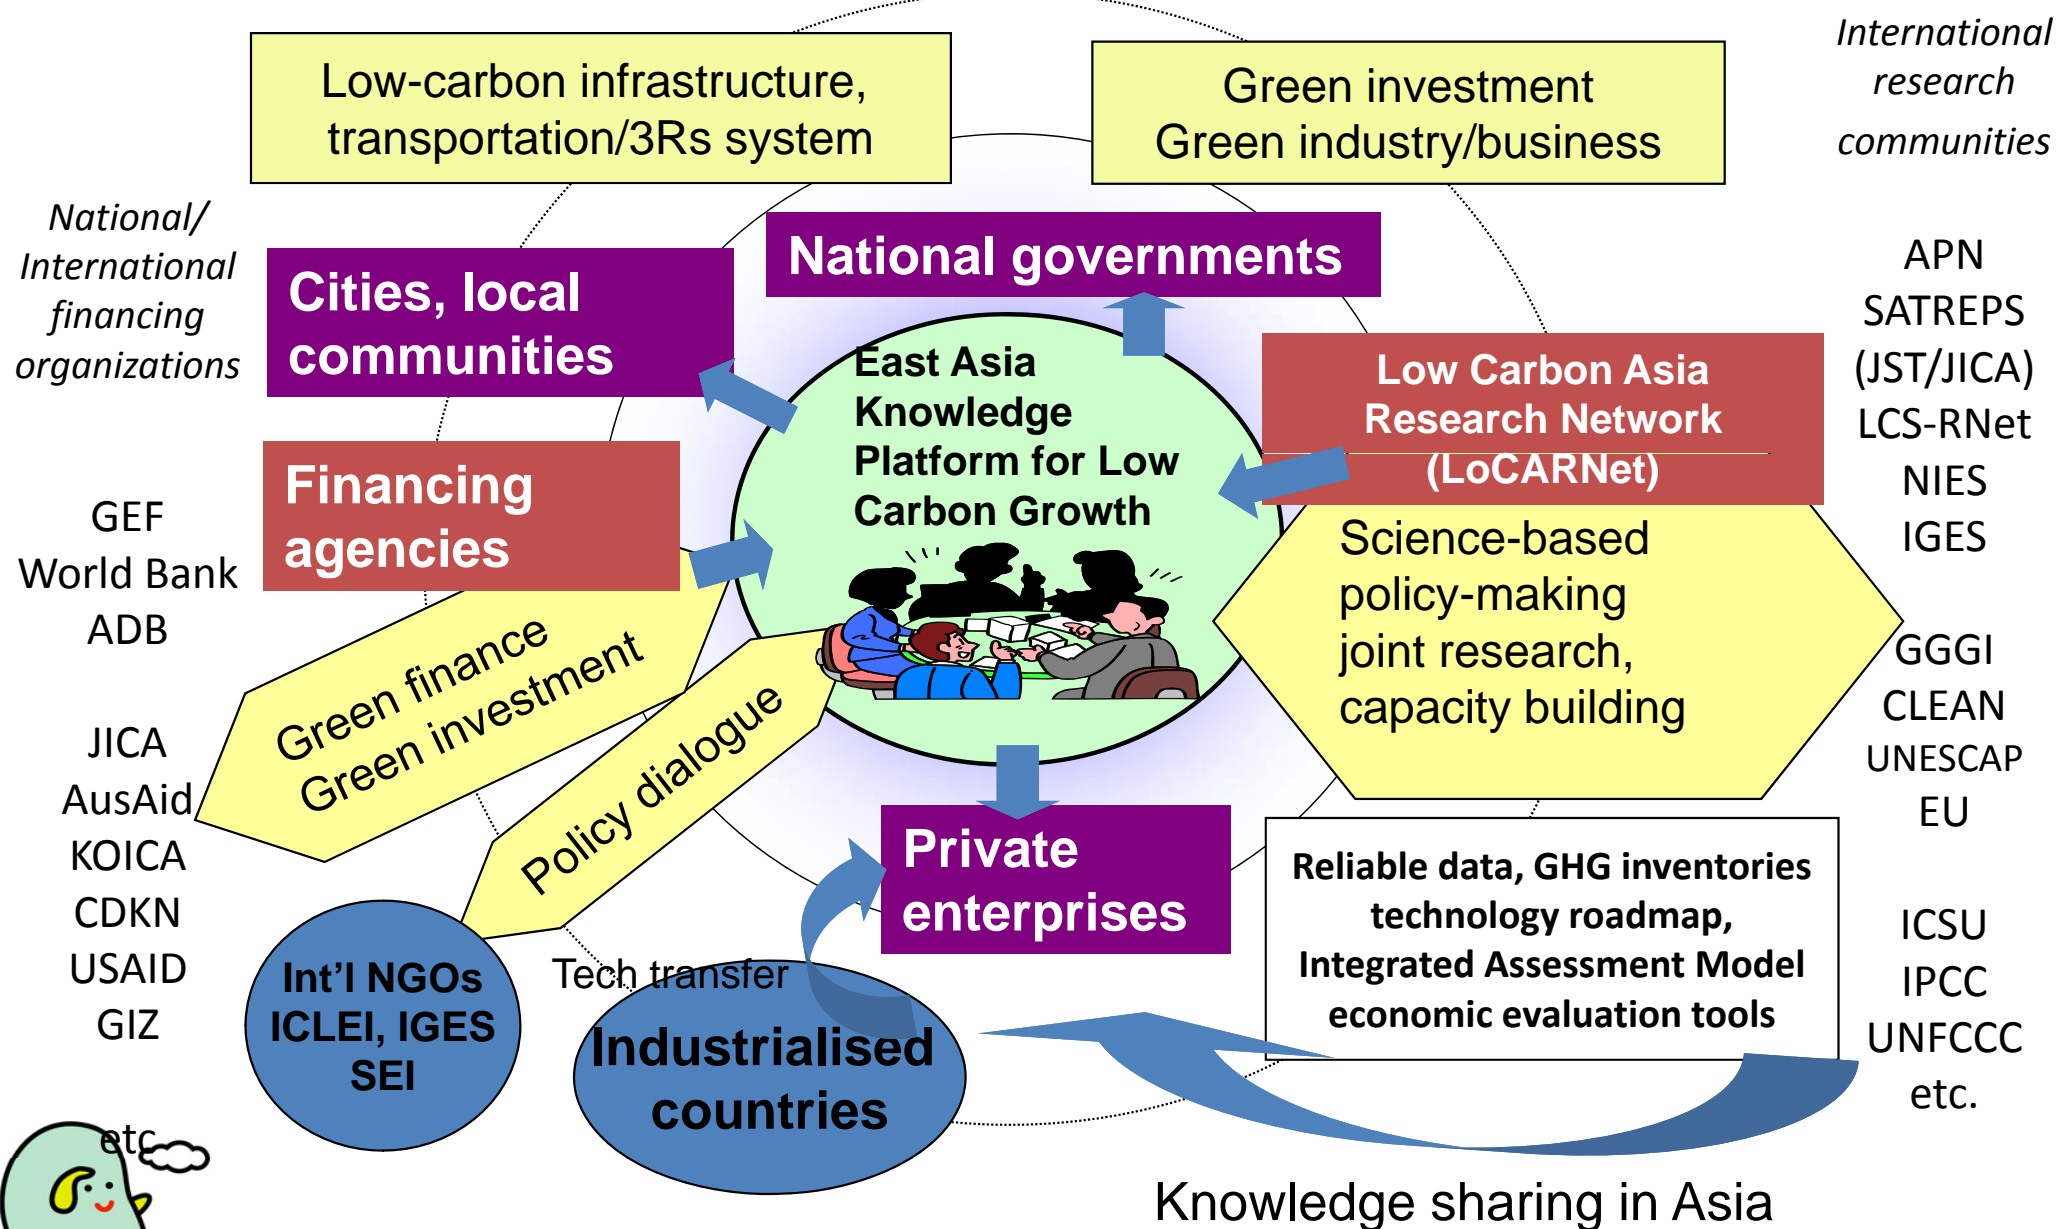 Low-carbon infrastructure,
transportation/3Rs system
Green investment
Green industry/business
International
research
communities
National/
International
financing
organizations
Cities, local
communities
National governments
East Asia
Knowledge
Platform for Low
Carbon Growth
Low Carbon Asia
Research Network
(LoCARNet)
Financing
agencies
APN
SATREPS
(JST/JICA)
LCS-RNet
NIES
IGES
GGGI
CLEAN
UNESCAP
EU
ICSU
IPCC
UNFCCC
etc.
GEF
World Bank
ADB
JICA
AusAid
KOICA
CDKN
USAID
GIZ
etc
Science-based
policy-making
joint research,
capacity building
Green finance
Green investment
Policy dialogue
Private
enterprises
Reliable data, GHG inventories
technology roadmap,
Integrated Assessment Model
economic evaluation tools
Int’l NGOs
ICLEI, IGES
SEI
Tech transfer
Industrialised
countries
Knowledge sharing in Asia